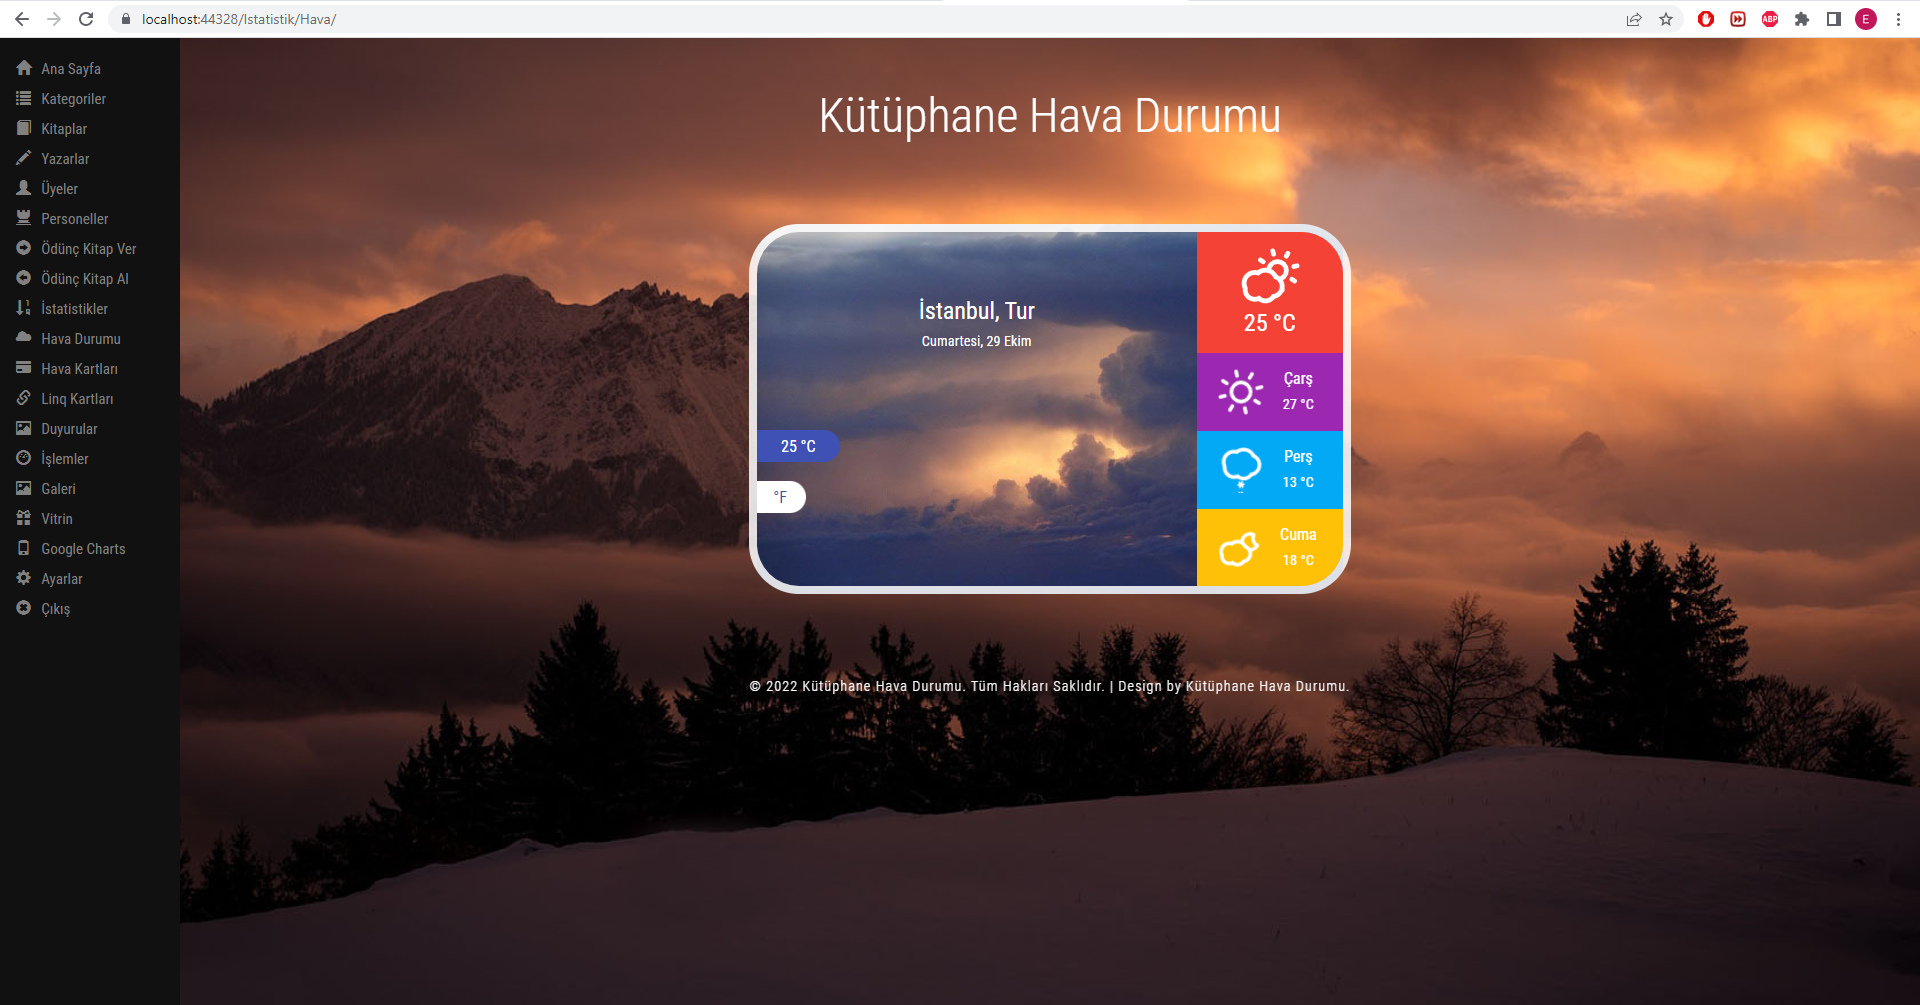 localhost:44328/Istatistik/Hava/
ABP
E
Ana Sayfa
Kategoriler
Kitaplar
Yazarlar
Üyeler
Personeller
Ödünç Kitap Ver
Ödünç Kitap Al
İstatistikler
Hava Durumu
Hava Kartları
Linq Kartları
Duyurular
İşlemler
Galeri
Vitrin
Google Charts
Ayarlar
Çıkış
Kütüphane Hava Durumu
İstanbul, Tur
Cumartesi, 29 Ekim
25 °C
°F
25 °C
Çarş
27 °C
Perş
13 °C
Cuma
18 °C
© 2022 Kütüphane Hava Durumu. Tüm Hakları Saklıdır. | Design by Kütüphane Hava Durumu.